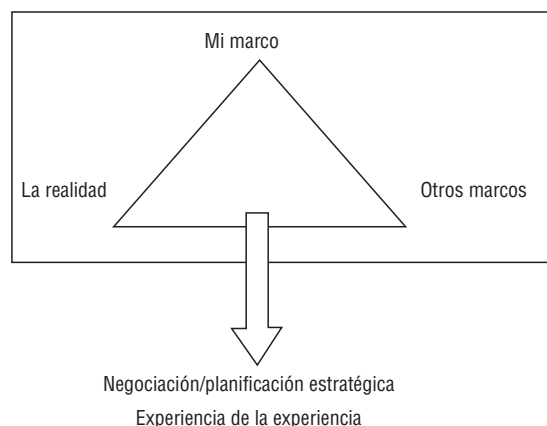 Mi marco
La realidad
Otros marcos
Negociación/planificación estratégica
Experiencia de la experiencia